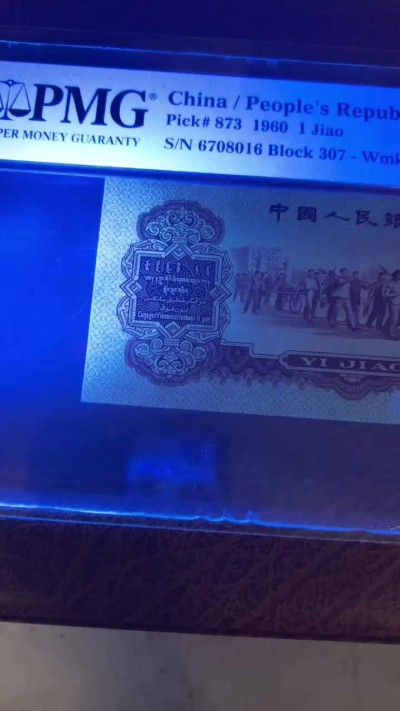 PMG®
PER MONEY GUARANTY
China / People's Repub
Pick# 873 1960 1 Jiao
S/N 6708016 Block 307 - Wmk
中國人民銀
YI JIAO